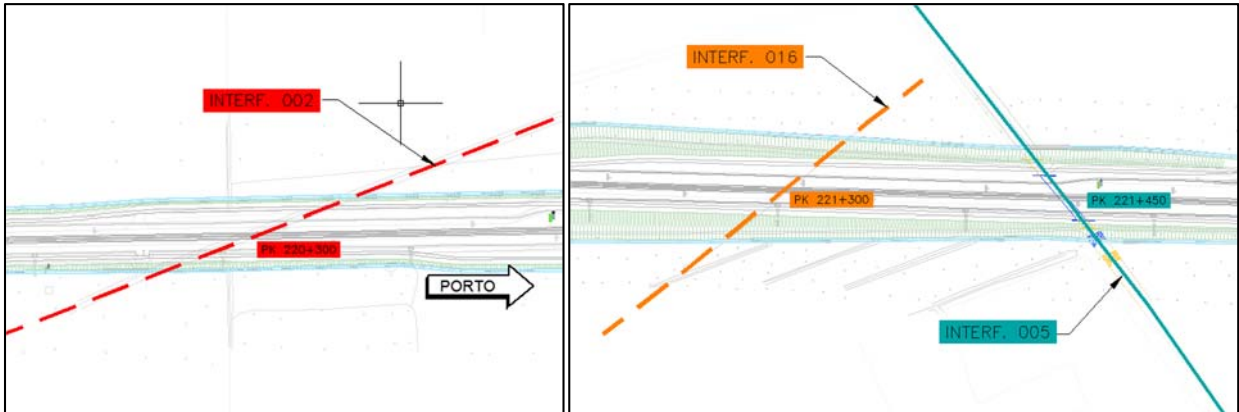 INTERF. 002
PK 220+300
PORTO
INTERF. 016
PK 221+300
PK 221+450
INTERF. 005